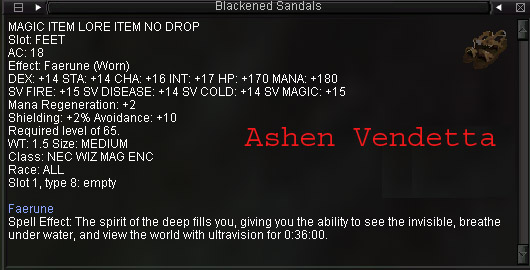 Blackened Sandals
MAGIC ITEM LORE ITEM NO DROP
Slot: FEET
AC: 18
Effect: Faerune (Worn)
DEX: +14 STA: +14 CHA: +16 INT: +17 HP: +170 MANA: +180
SV FIRE: +15 SV DISEASE: +14 SV COLD: +14 SV MAGIC: +15
Mana Regeneration: +2
Shielding: +2% Avoidance: +10
Required level of 65.
WT: 1.5 Size: MEDIUM
Class: NEC WIZ MAG ENC
Race: ALL
Slot 1, type 8: empty
Ashen Vendetta
Faerune
Spell Effect: The spirit of the deep fills you, giving you the ability to see the invisible, breathe
under water, and view the world with ultravision for 0:36:00.